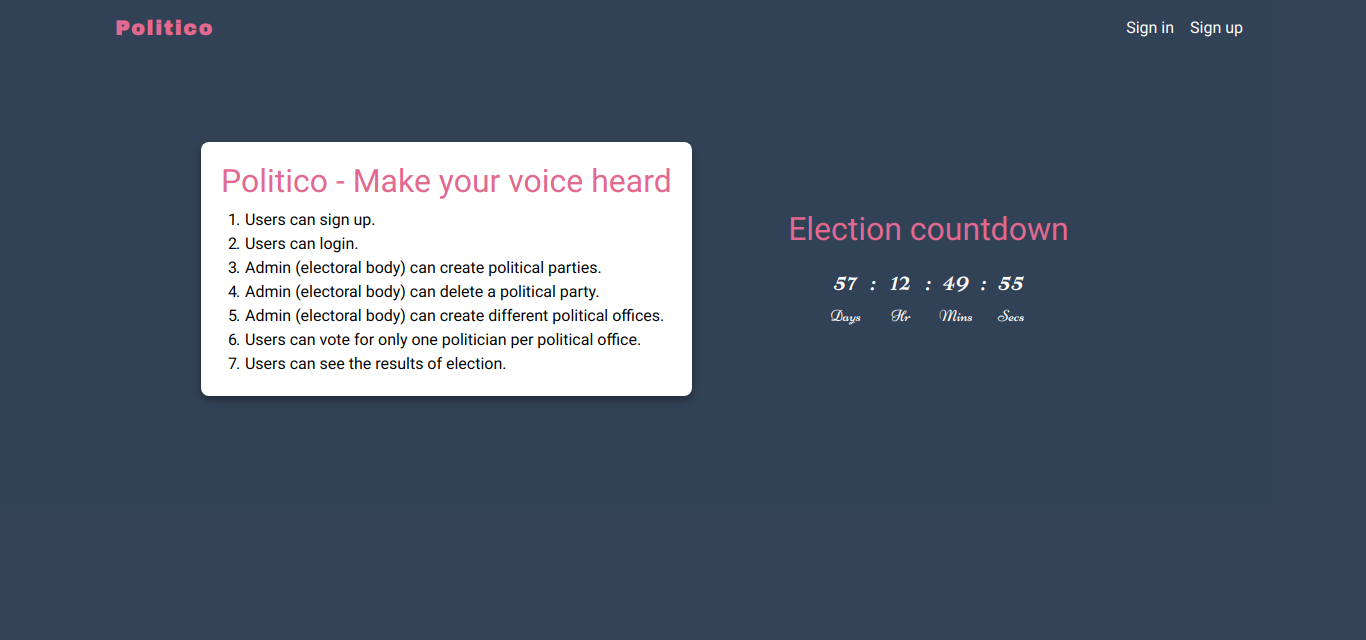 Politico
Sign in Sign up
Politico - Make your voice heard
1. Users can sign up.
2. Users can login.
3. Admin (electoral body) can create political parties.
4. Admin (electoral body) can delete a political party.
5. Admin (electoral body) can create different political offices.
6. Users can vote for only one politician per political office.
7. Users can see the results of election.
Election countdown
57 : 12 : 49 : 55
Days Hr Mins Secs